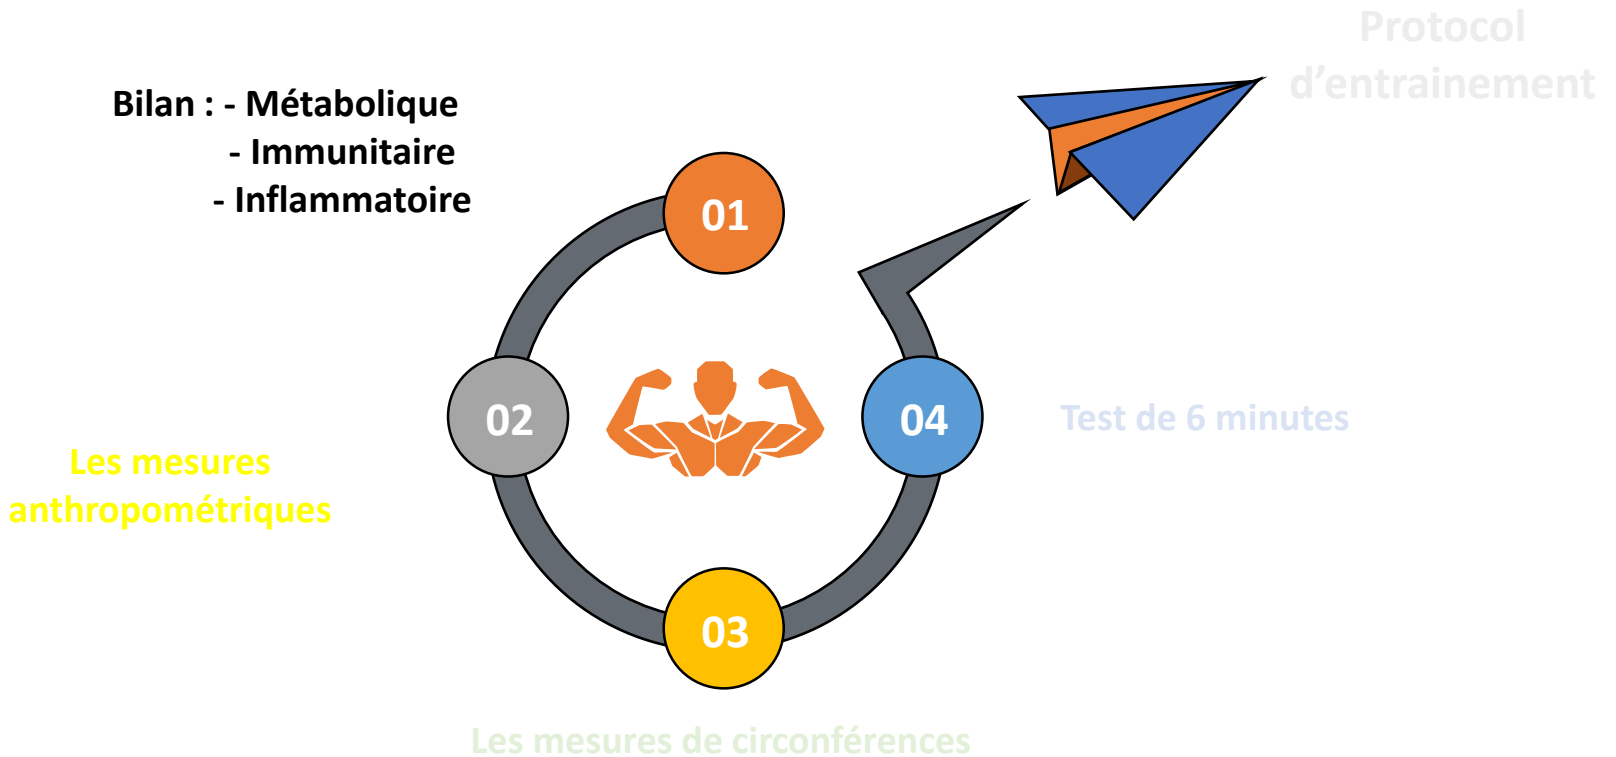 Protocol
d’entrainement
Bilan : - Métabolique
- Immunitaire
- Inflammatoire
01
02
04
Test de 6 minutes
Les mesures
anthropométriques
03
Les mesures de circonférences